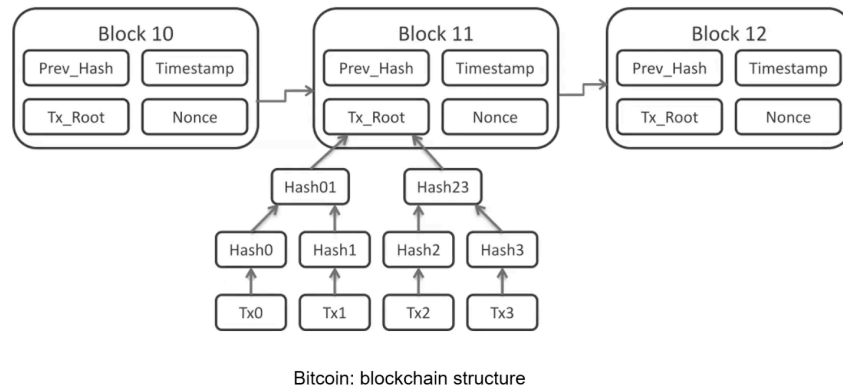 Block 10
Block 11
Block 12
Prev_Hash
Timestamp
Prev_Hash
Timestamp
Prev_Hash
Timestamp
Tx_Root
Nonce
Tx_Root
Nonce
Tx_Root
Nonce
Hash01
Hash23
Hash0
Hash1
Hash2
Hash3
Tx0
Tx1
Tx2
Tx3
Bitcoin: blockchain structure